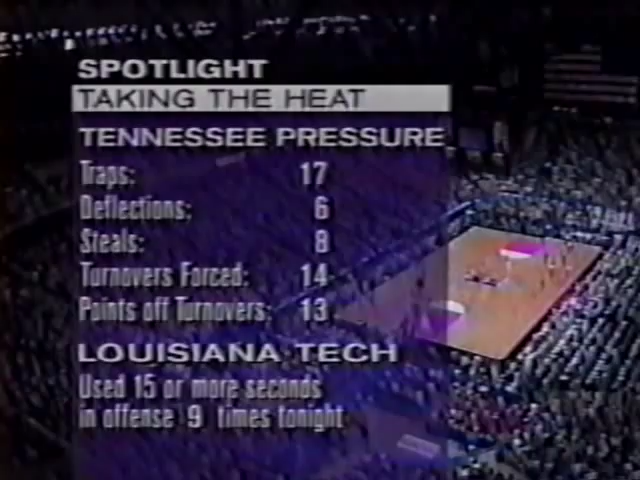 SPOTLIGHT
TAKING THE HEAT
TENNESSEE PRESSURE
Traps: 17
Deflections: 6
Steals: 8
Turnovers Forced: 14
Points off Turnovers: 13
LOUISIANA TECH
Used 15 or more seconds
in offense 9 times tonight